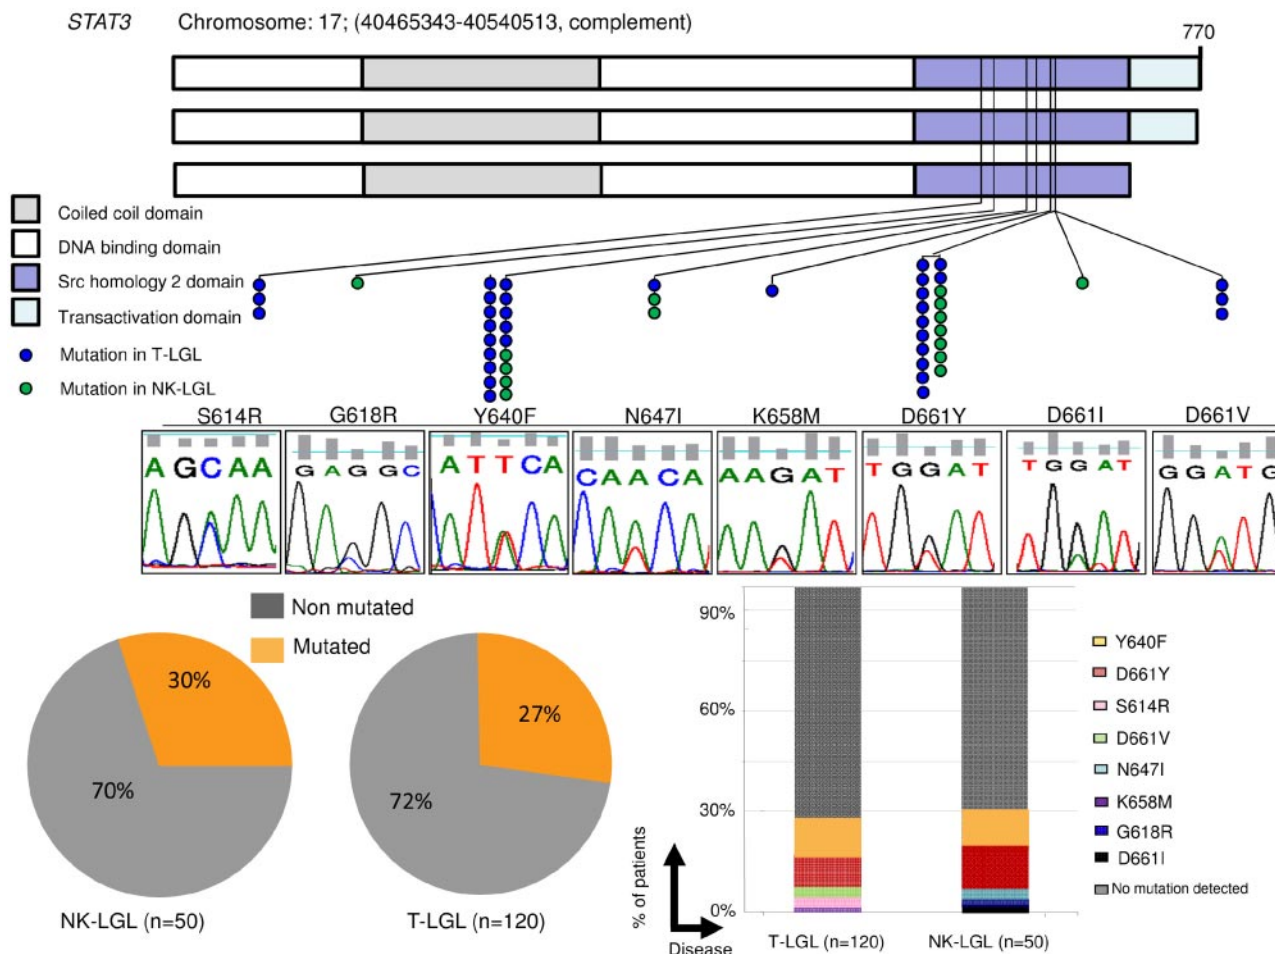 STAT3 Chromosome: 17; (40465343-40540513, complement)
770
Coiled coil domain
DNA binding domain
Src homology 2 domain
Transactivation domain
Mutation in T-LGL
Mutation in NK-LGL
S614R G618R Y640F N647I K658M D661Y D661I D661V
AGCAA GAGGC ATTCA CAACA AAGAT TGGAT TGGAT GGATG
Non mutated
Mutated
30%
70%
NK-LGL (n=50)
27%
72%
T-LGL (n=120)
90%
60%
30%
0%
% of patients
Disease
T-LGL (n=120) NK-LGL (n=50)
Y640F
D661Y
S614R
D661V
N647I
K658M
G618R
D661I
No mutation detected